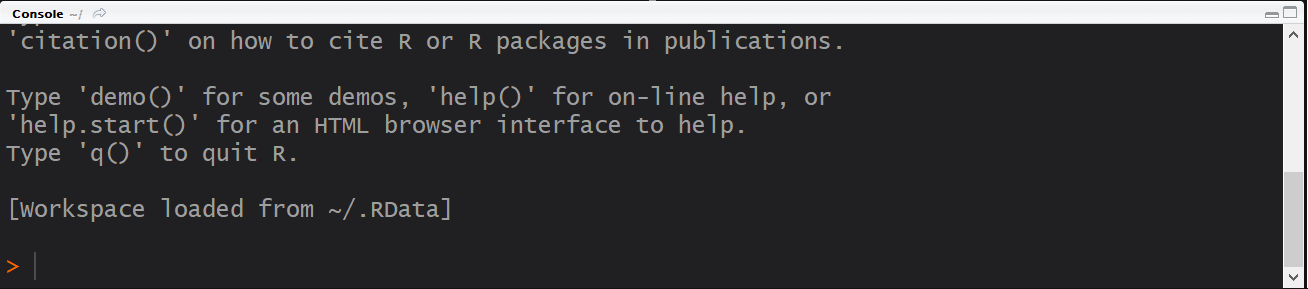 Console ~/
'citation()' on how to cite R or R packages in publications.
Type 'demo()' for some demos, 'help()' for on-line help, or
'help.start()' for an HTML browser interface to help.
Type 'q()' to quit R.
[Workspace loaded from ~/.RData]
>